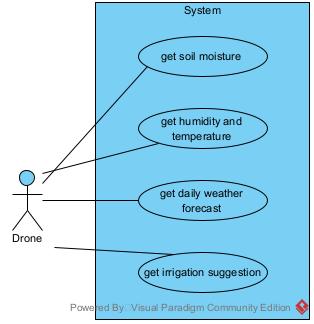 System
get soil moisture
get humidity and
temperature
get daily weather
forecast
Drone
get irrigation suggestion
Powered By: Visual Paradigm Community Edition